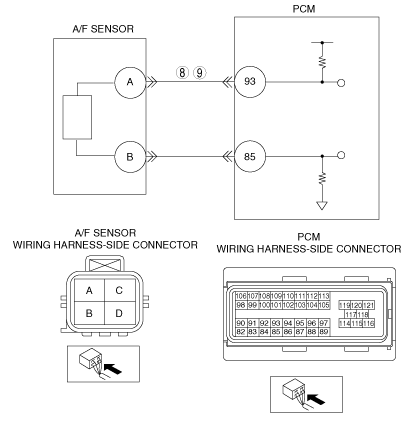 PCM
A/F SENSOR
8 9
A
93
B
85
A/F SENSOR
WIRING HARNESS-SIDE CONNECTOR
PCM
WIRING HARNESS-SIDE CONNECTOR
A C
B D
106 107 108 109 110 111 112 113
98 99 100 101 102 103 104 105
119 120 121
117 118
90 91 92 93 94 95 96 97
114 115 116
82 83 84 85 86 87 88 89